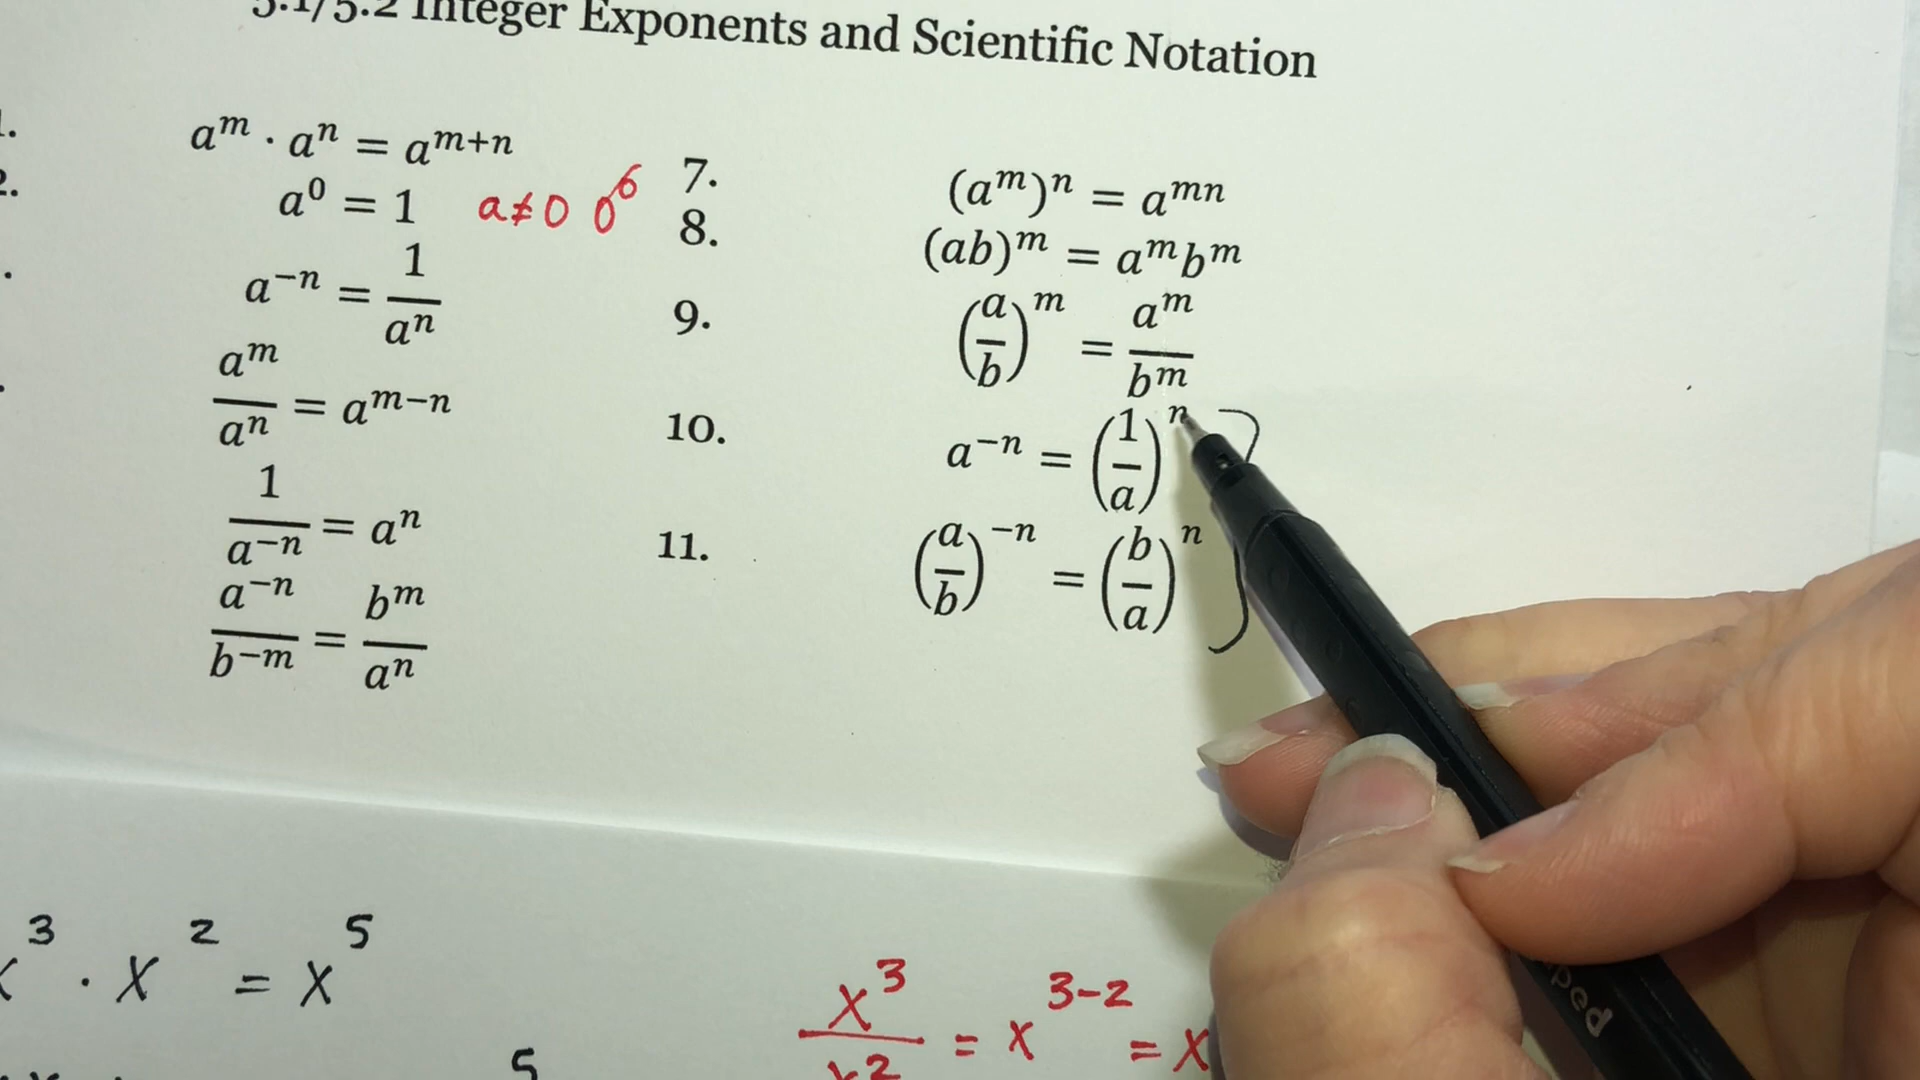 5.1/5.2 Integer Exponents and Scientific Notation
1. a^m · a^n = a^{m+n}
2. a^0 = 1 a≠0 0^0
a^{-n} = 1/a^n
a^m/a^n = a^{m-n}
1/a^{-n} = a^n
a^{-n}/b^{-m} = b^m/a^n
7. (a^m)^n = a^{mn}
8. (ab)^m = a^m b^m
9. (a/b)^m = a^m/b^m
10. a^{-n} = (1/a)^n
11. (a/b)^{-n} = (b/a)^n
x^3 · x^2 = x^5
5
x^3/x^2 = x^{3-2} = x